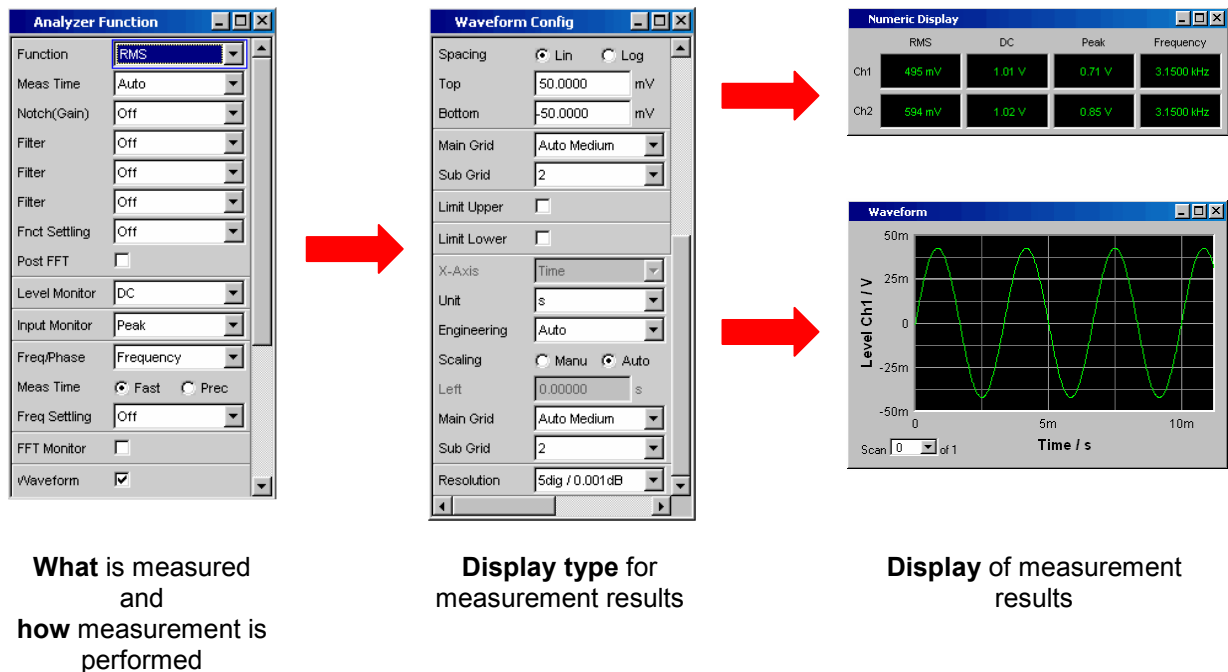 Analyzer Function
Function RMS
Meas Time Auto
Notch(Gain) Off
Filter Off
Filter Off
Filter Off
Fnct Settling Off
Post FFT
Level Monitor DC
Input Monitor Peak
Freq/Phase Frequency
Meas Time Fast Prec
Freq Settling Off
FFT Monitor
Waveform
What is measured
and
how measurement is
performed
Waveform Config
Spacing Lin Log
Top 50.0000 mV
Bottom -50.0000 mV
Main Grid Auto Medium
Sub Grid 2
Limit Upper
Limit Lower
X-Axis Time
Unit s
Engineering Auto
Scaling Manu Auto
Left 0.00000 s
Main Grid Auto Medium
Sub Grid 2
Resolution 5dig / 0.001dB
Display type for
measurement results
Numeric Display
RMS DC Peak Frequency
Ch1 495 mV 1.01 V 0.71 V 3.1500 kHz
Ch2 594 mV 1.02 V 0.85 V 3.1500 kHz
Waveform
Level Ch1 / V
50m
25m
0
-25m
-50m
0 5m 10m
Time / s
Scan 0 of 1
Display of measurement
results